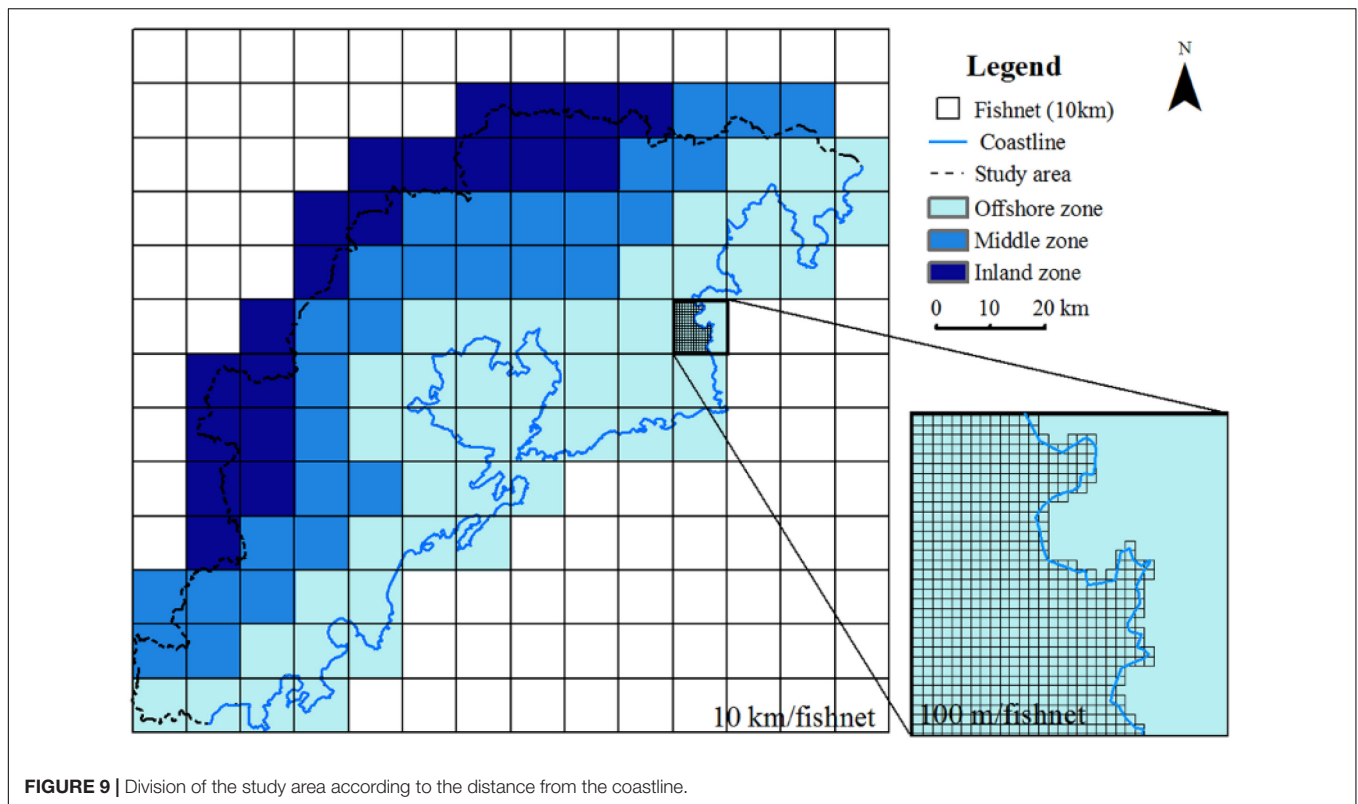 N
Legend
Fishnet (10km)
Coastline
Study area
Offshore zone
Middle zone
Inland zone
0 10 20 km
10 km/fishnet
100 m/fishnet
FIGURE 9 | Division of the study area according to the distance from the coastline.